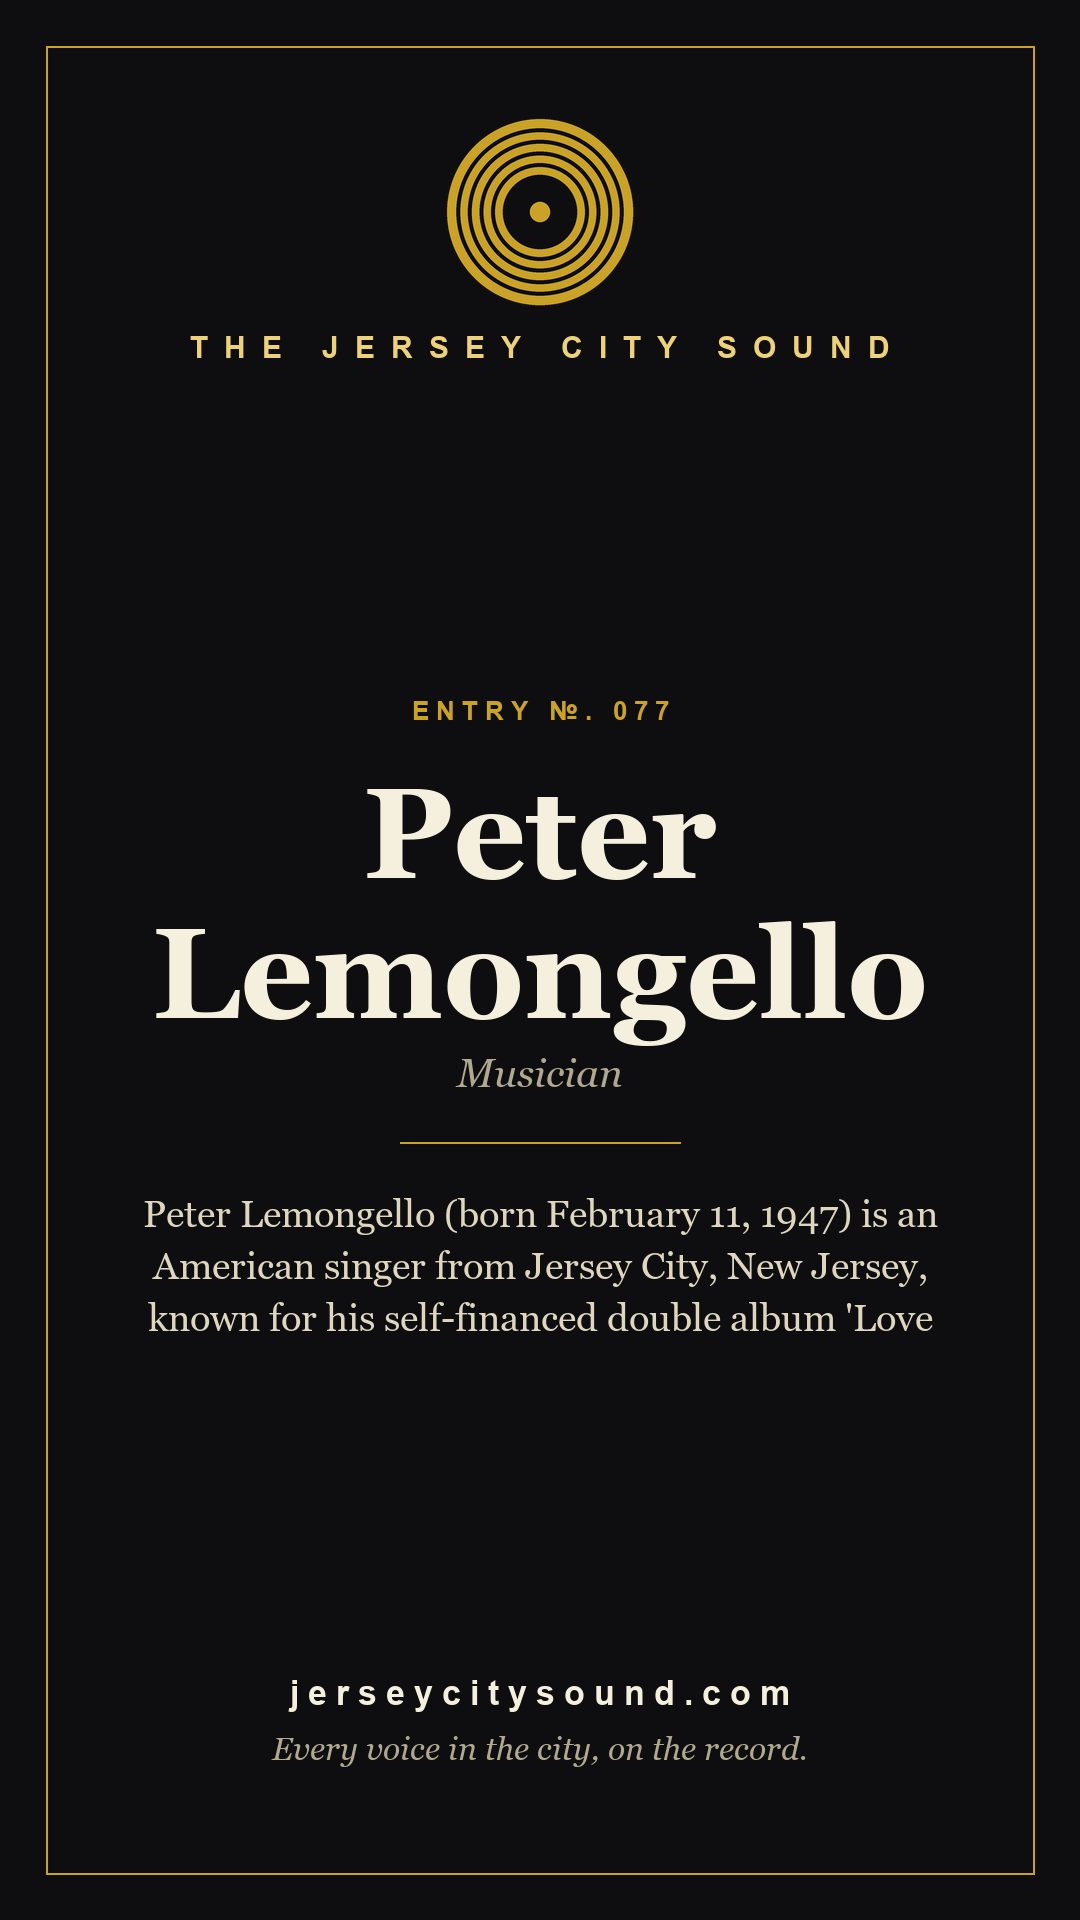 THE JERSEY CITY SOUND
ENTRY №. 077
Peter
Lemongello
Musician
Peter Lemongello (born February 11, 1947) is an
American singer from Jersey City, New Jersey,
known for his self-financed double album 'Love
jerseycitysound.com
Every voice in the city, on the record.